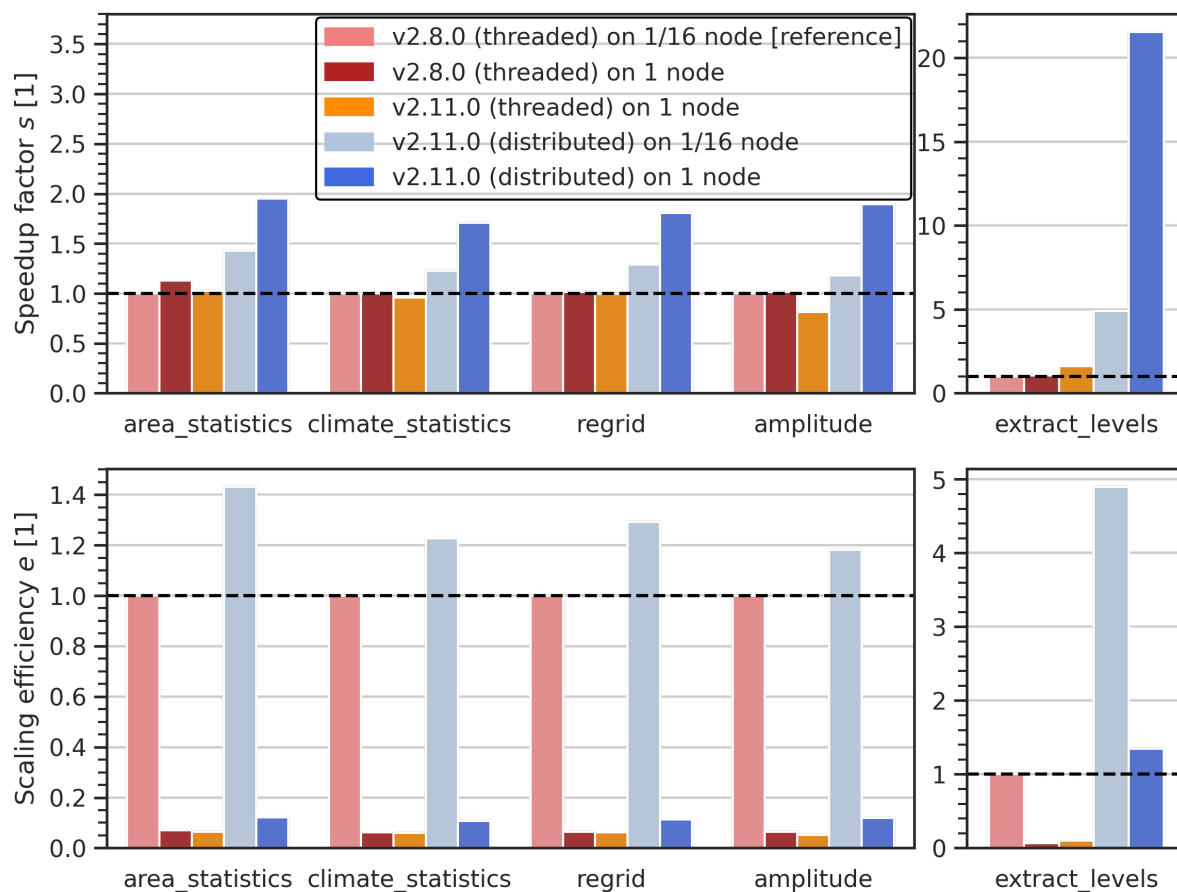 Speedup factor s [1]
3.5
3.0
2.5
2.0
1.5
1.0
0.5
0.0
v2.8.0 (threaded) on 1/16 node [reference]
v2.8.0 (threaded) on 1 node
v2.11.0 (threaded) on 1 node
v2.11.0 (distributed) on 1/16 node
v2.11.0 (distributed) on 1 node
area_statistics climate_statistics regrid amplitude
20
15
10
5
0
extract_levels
Scaling efficiency e [1]
1.4
1.2
1.0
0.8
0.6
0.4
0.2
0.0
area_statistics climate_statistics regrid amplitude
5
4
3
2
1
0
extract_levels